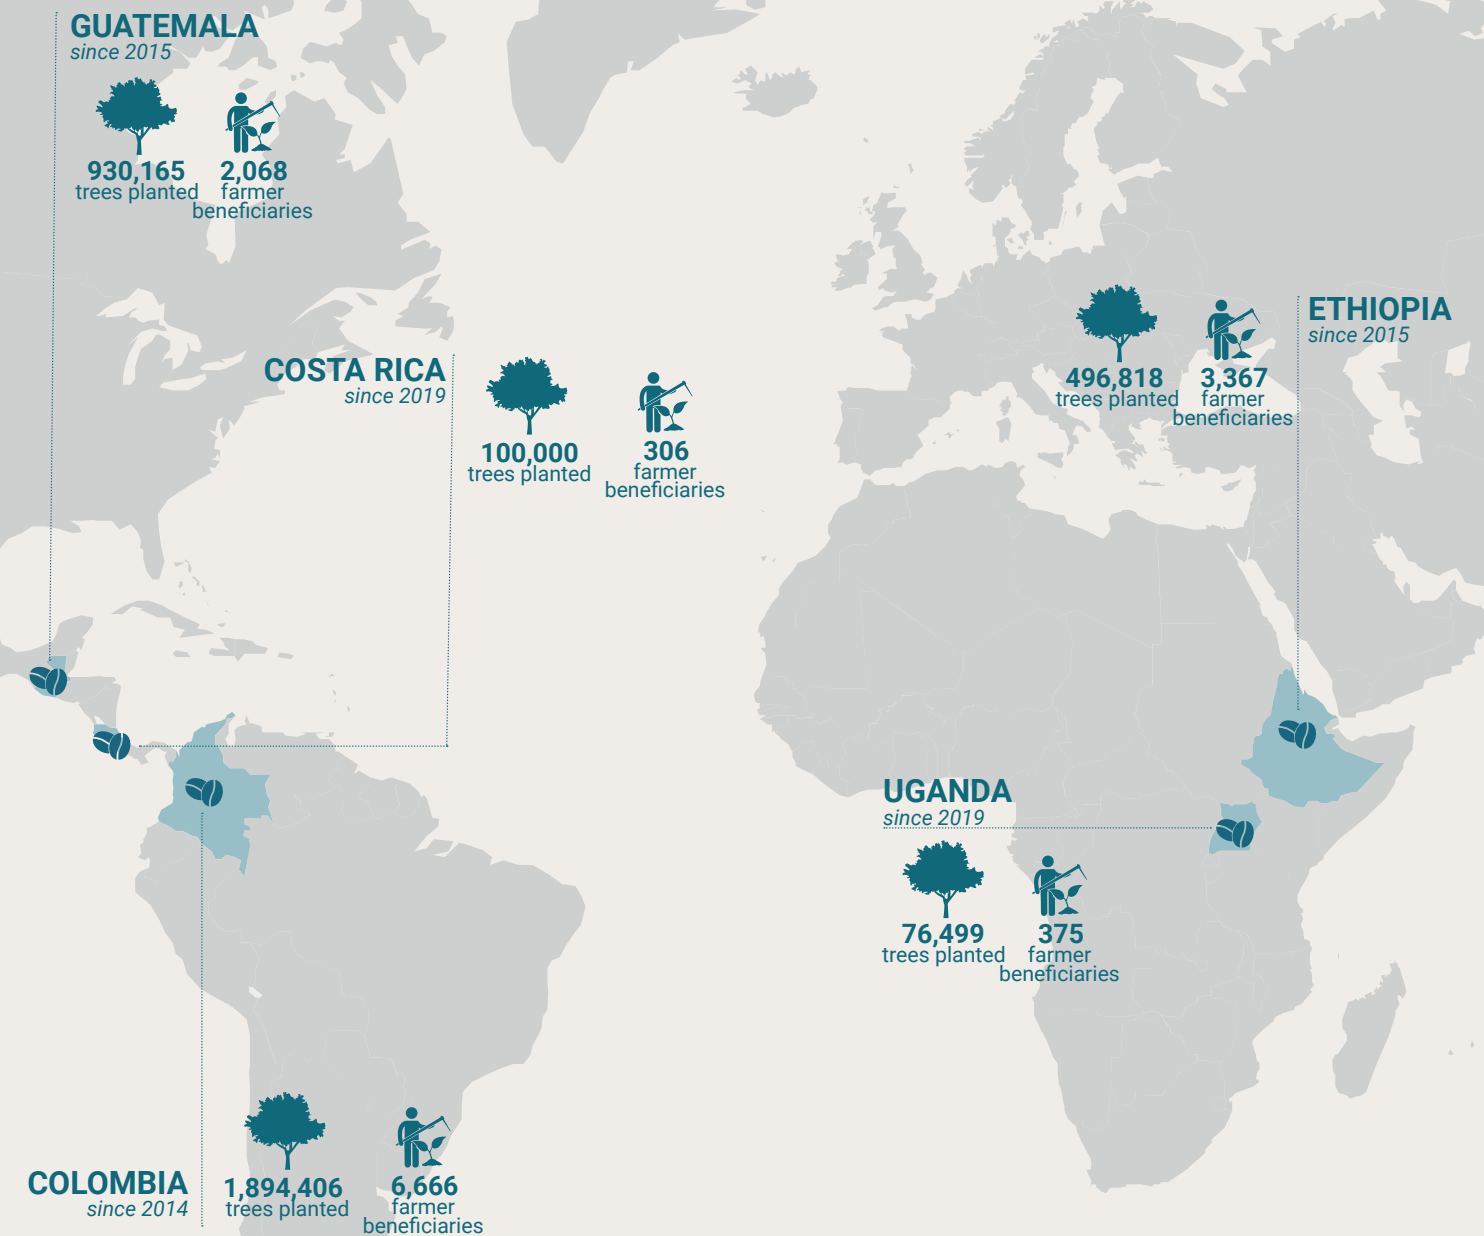 GUATEMALA
since 2015
930,165
trees planted
2,068
farmer
beneficiaries
COSTA RICA
since 2019
100,000
trees planted
306
farmer
beneficiaries
ETHIOPIA
since 2015
496,818
trees planted
3,367
farmer
beneficiaries
UGANDA
since 2019
76,499
trees planted
375
farmer
beneficiaries
COLOMBIA
since 2014
1,894,406
trees planted
6,666
farmer
beneficiaries